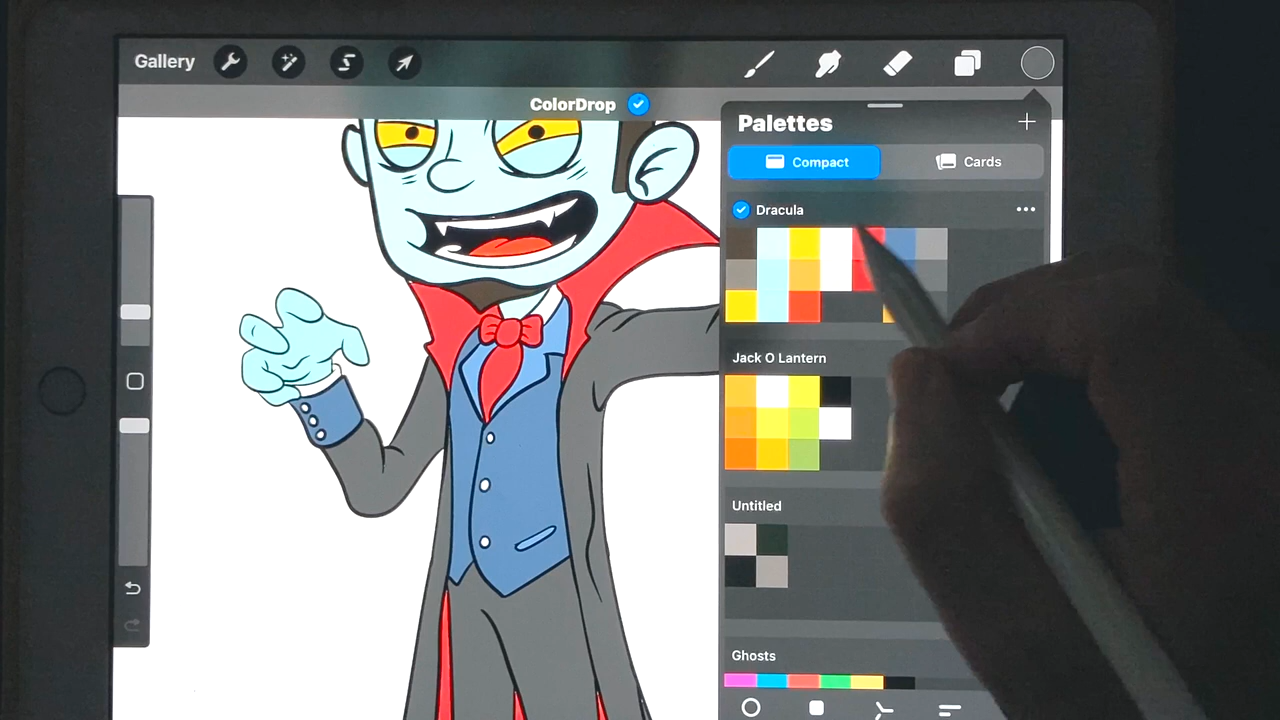 Gallery
ColorDrop
Palettes
Compact
Cards
Dracula
Jack O Lantern
Untitled
Ghosts